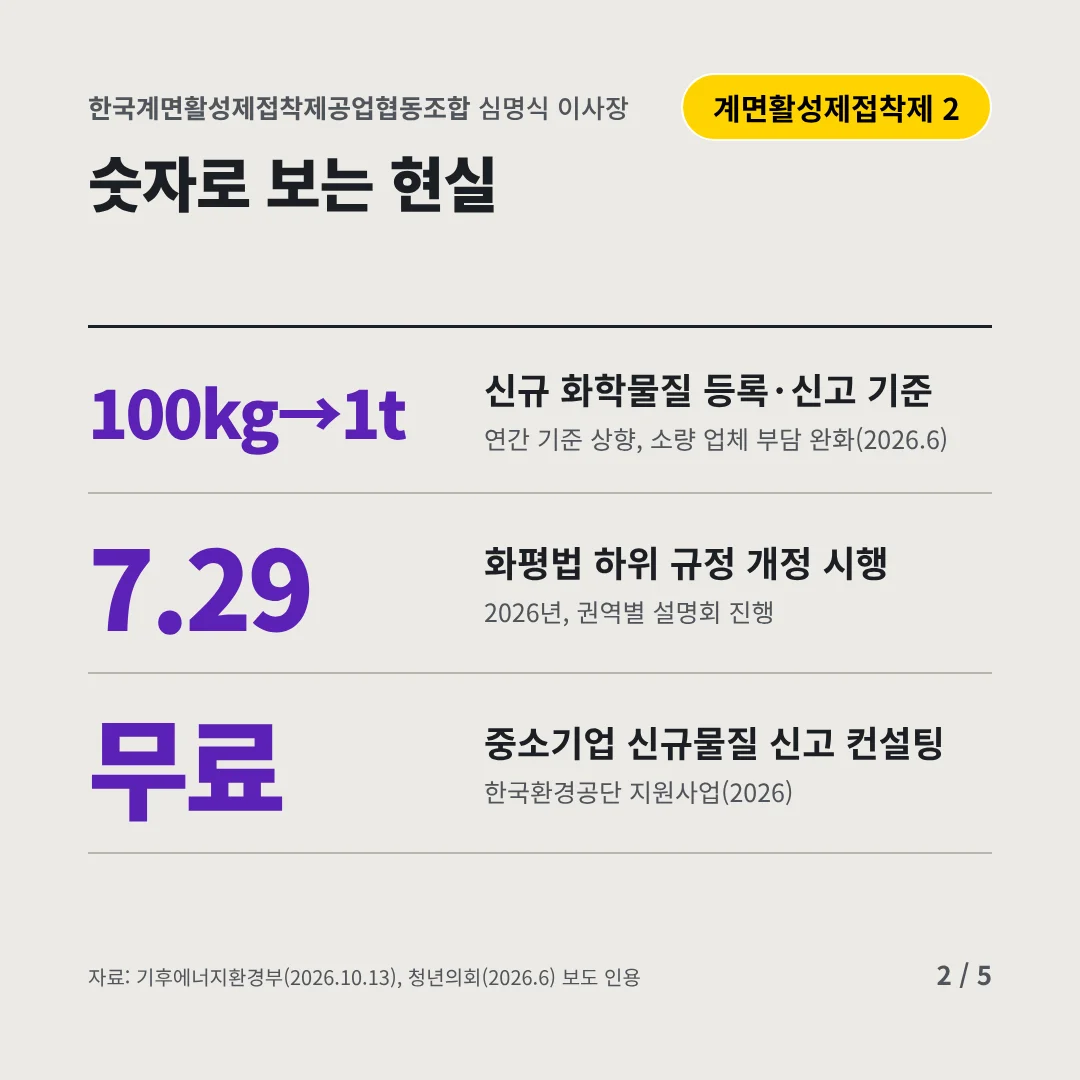 한국계면활성제접착제공업협동조합 심명식 이사장
계면활성제접착제 2
숫자로 보는 현실
100kg→1t
신규 화학물질 등록·신고 기준
연간 기준 상향, 소량 업체 부담 완화(2026.6)
7.29
화평법 하위 규정 개정 시행
2026년, 권역별 설명회 진행
무료
중소기업 신규물질 신고 컨설팅
한국환경공단 지원사업(2026)
자료: 기후에너지환경부(2026.10.13), 청년의회(2026.6) 보도 인용
2 / 5